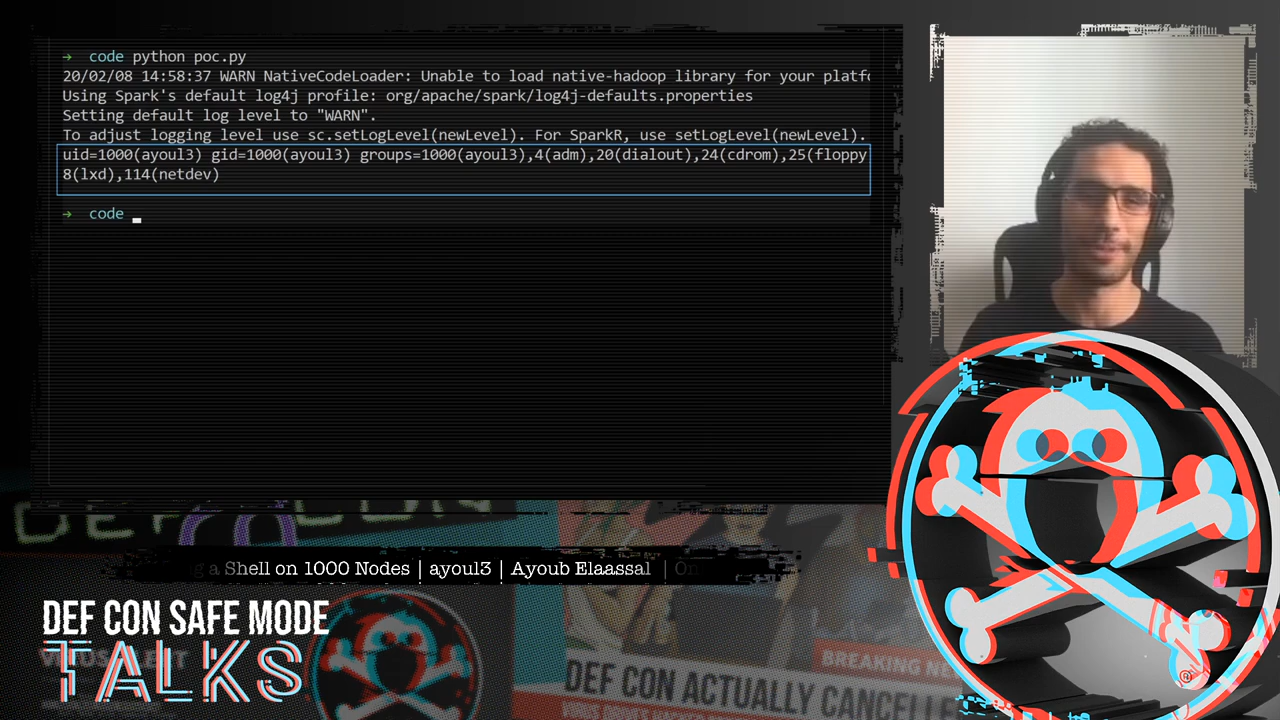 → code python poc.py
20/02/08 14:58:37 WARN NativeCodeLoader: Unable to load native-hadoop library for your platfo
Using Spark's default log4j profile: org/apache/spark/log4j-defaults.properties
Setting default log level to "WARN".
To adjust logging level use sc.setLogLevel(newLevel). For SparkR, use setLogLevel(newLevel).
uid=1000(ayoul3) gid=1000(ayoul3) groups=1000(ayoul3),4(adm),20(dialout),24(cdrom),25(floppy
8(lxd),114(netdev)
→ code
DEF CON
g a Shell on 1000 Nodes | ayoul3 | Ayoub Elaassal | On
DEF CON SAFE MODE
TALKS
BREAKING NE
DEF CON ACTUALLY CANCELLE
®